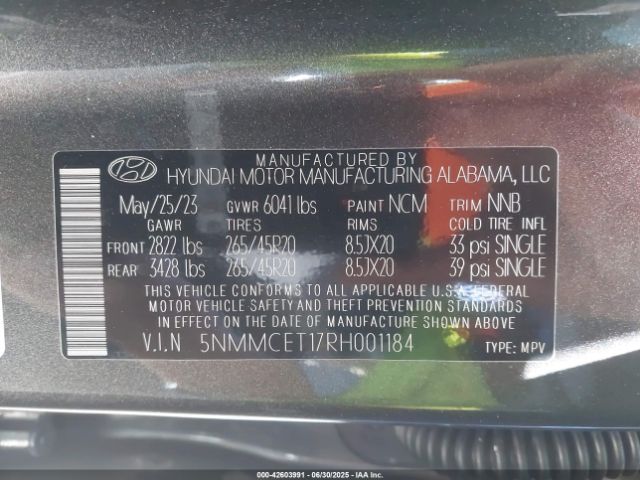 MANUFACTURED BY
HYUNDAI MOTOR MANUFACTURING ALABAMA, LLC
May/25/23 GVWR 6041 lbs PAINT NCM TRIM NNB
GAWR TIRES RIMS COLD TIRE INFL
FRONT 2822 lbs 265/45R20 8.5JX20 33 psi SINGLE
REAR 3428 lbs 265/45R20 8.5JX20 39 psi SINGLE
THIS VEHICLE CONFORMS TO ALL APPLICABLE U.S.A. FEDERAL
MOTOR VEHICLE SAFETY AND THEFT PREVENTION STANDARDS
IN EFFECT ON THE DATE OF MANUFACTURE SHOWN ABOVE
V.I.N 5NMMCET17RH001184 TYPE: MPV
000-42603991 - 06/30/2025 - IAAI.COM